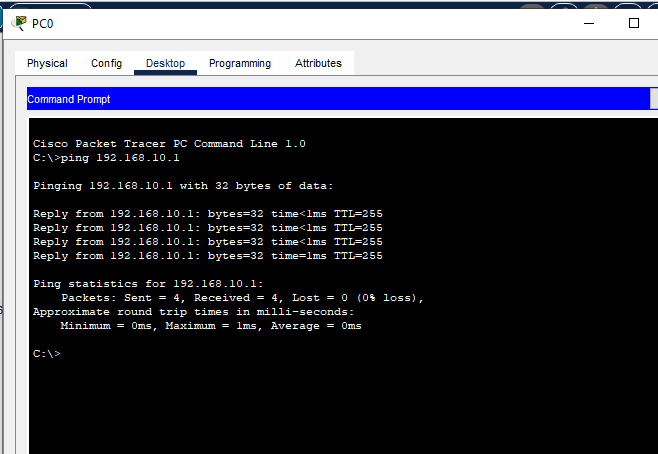 PC0
Physical Config Desktop Programming Attributes
Command Prompt
Cisco Packet Tracer PC Command Line 1.0
C:\>ping 192.168.10.1
Pinging 192.168.10.1 with 32 bytes of data:
Reply from 192.168.10.1: bytes=32 time<1ms TTL=255
Reply from 192.168.10.1: bytes=32 time<1ms TTL=255
Reply from 192.168.10.1: bytes=32 time<1ms TTL=255
Reply from 192.168.10.1: bytes=32 time=1ms TTL=255
Ping statistics for 192.168.10.1:
Packets: Sent = 4, Received = 4, Lost = 0 (0% loss),
Approximate round trip times in milli-seconds:
Minimum = 0ms, Maximum = 1ms, Average = 0ms
C:\>